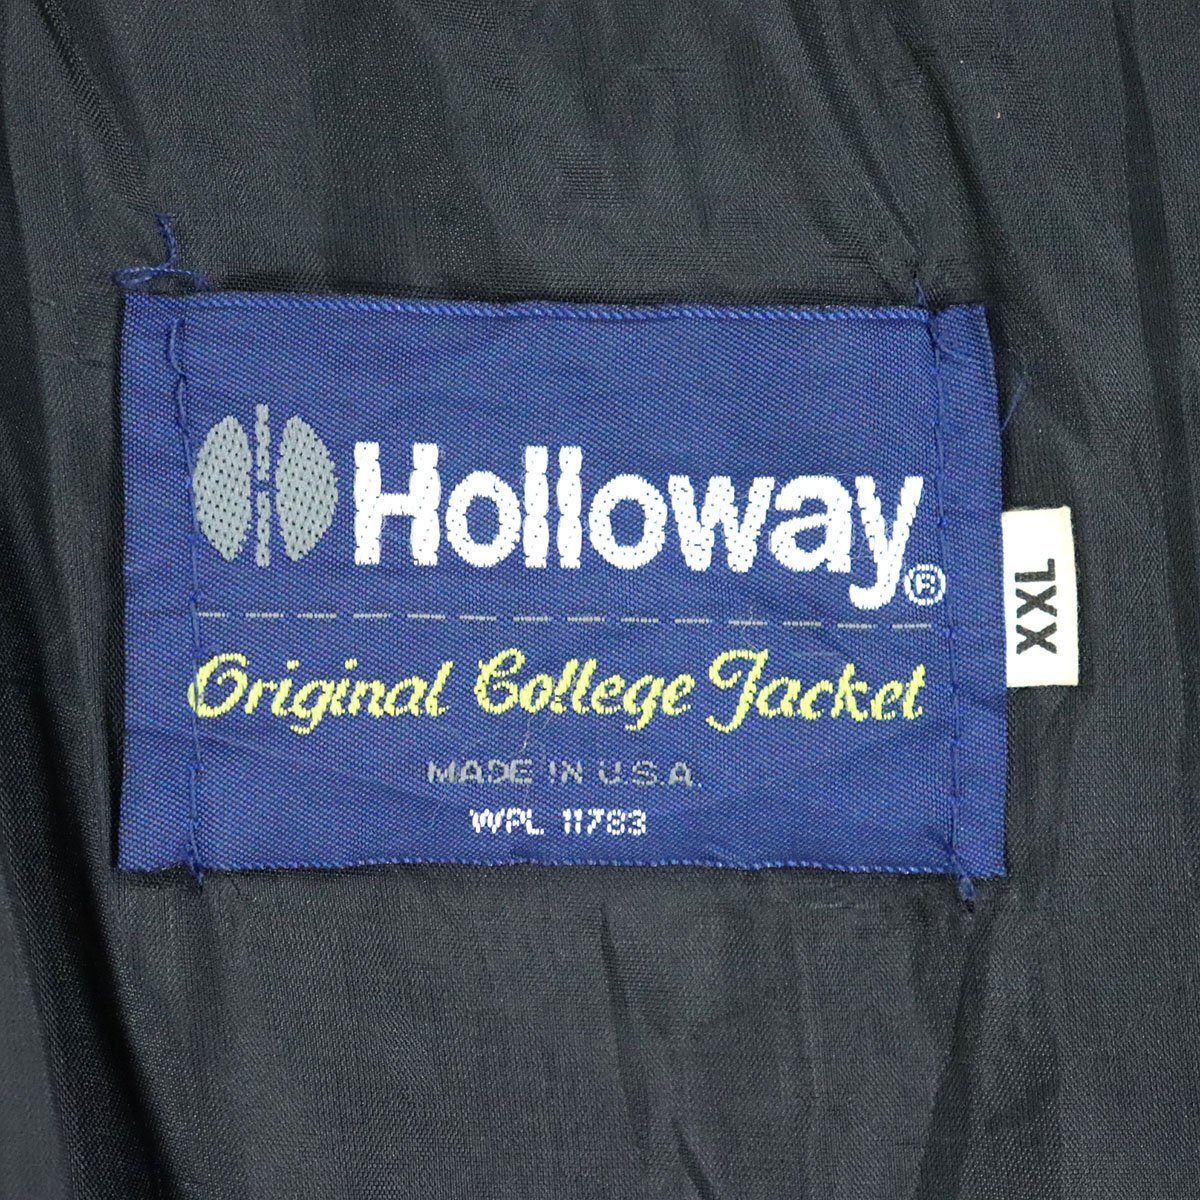 Holloway®
Original College Jacket
MADE IN U.S.A.
WPL 11783
XXL